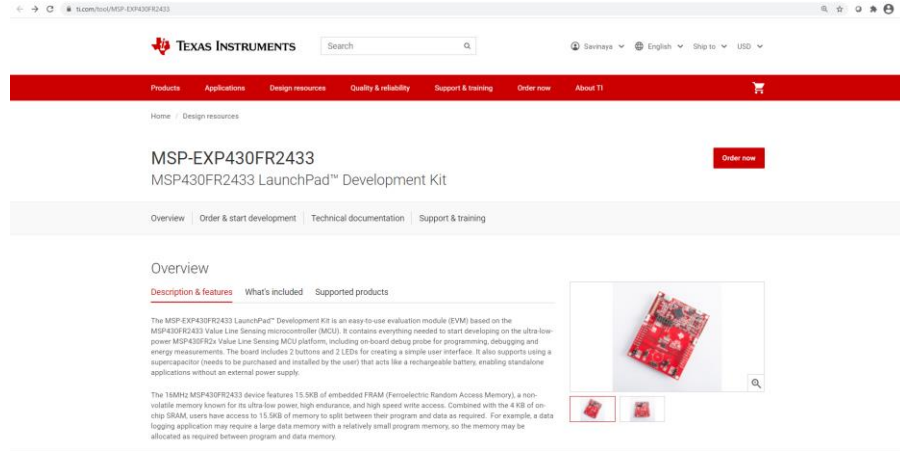 ti.com/tool/MSP-EXP430FR2433
TEXAS INSTRUMENTS
Search
Savinaya
English
Ship to
USD
Products Applications Design resources Quality & reliability Support & training Order now About TI
Home / Design resources
MSP-EXP430FR2433
Order now
MSP430FR2433 LaunchPad™ Development Kit
Overview Order & start development Technical documentation Support & training
Overview
Description & features What's included Supported products
The MSP-EXP430FR2433 LaunchPad™ Development Kit is an easy-to-use evaluation module (EVM) based on the
MSP430FR2433 Value Line Sensing microcontroller (MCU). It contains everything needed to start developing on the ultra-low-
power MSP430FR2x Value Line Sensing MCU platform, including on-board debug probe for programming, debugging and
energy measurements. The board includes 2 buttons and 2 LEDs for creating a simple user interface. It also supports using a
supercapacitor (needs to be purchased and installed by the user) that acts like a rechargeable battery, enabling standalone
applications without an external power supply.
The 16MHz MSP430FR2433 device features 15.5KB of embedded FRAM (Ferroelectric Random Access Memory), a non-
volatile memory known for its ultra-low power, high endurance, and high speed write access. Combined with the 4 KB of on-
chip SRAM, users have access to 15.5KB of memory to split between their program and data as required. For example, a data
logging application may require a large data memory with a relatively small program memory, so the memory may be
allocated as required between program and data memory.